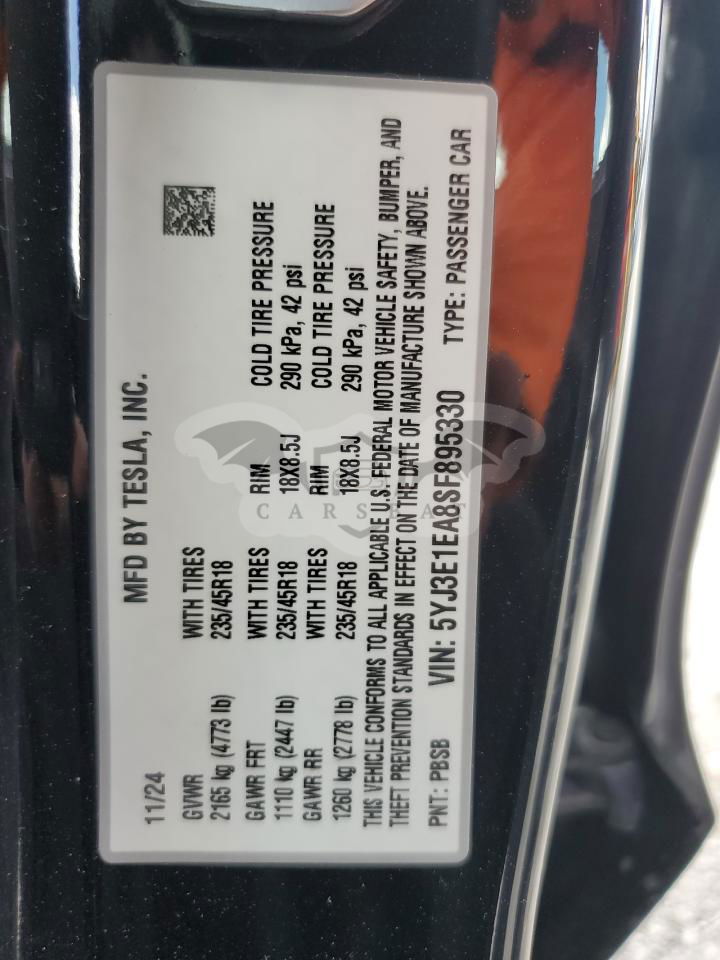 MFD BY TESLA, INC.
11/24
GVWR WITH TIRES
2165 kg (4773 lb) 235/45R18
GAWR FRT WITH TIRES RIM COLD TIRE PRESSURE
1110 kg (2447 lb) 235/45R18 18X8.5J 290 kPa, 42 psi
GAWR RR WITH TIRES RIM COLD TIRE PRESSURE
1260 kg (2778 lb) 235/45R18 18X8.5J 290 kPa, 42 psi
THIS VEHICLE CONFORMS TO ALL APPLICABLE U.S. FEDERAL MOTOR VEHICLE SAFETY, BUMPER, AND
THEFT PREVENTION STANDARDS IN EFFECT ON THE DATE OF MANUFACTURE SHOWN ABOVE.
PNT: PBSB VIN: 5YJ3E1EA8SF895330 TYPE: PASSENGER CAR
CARSBAT